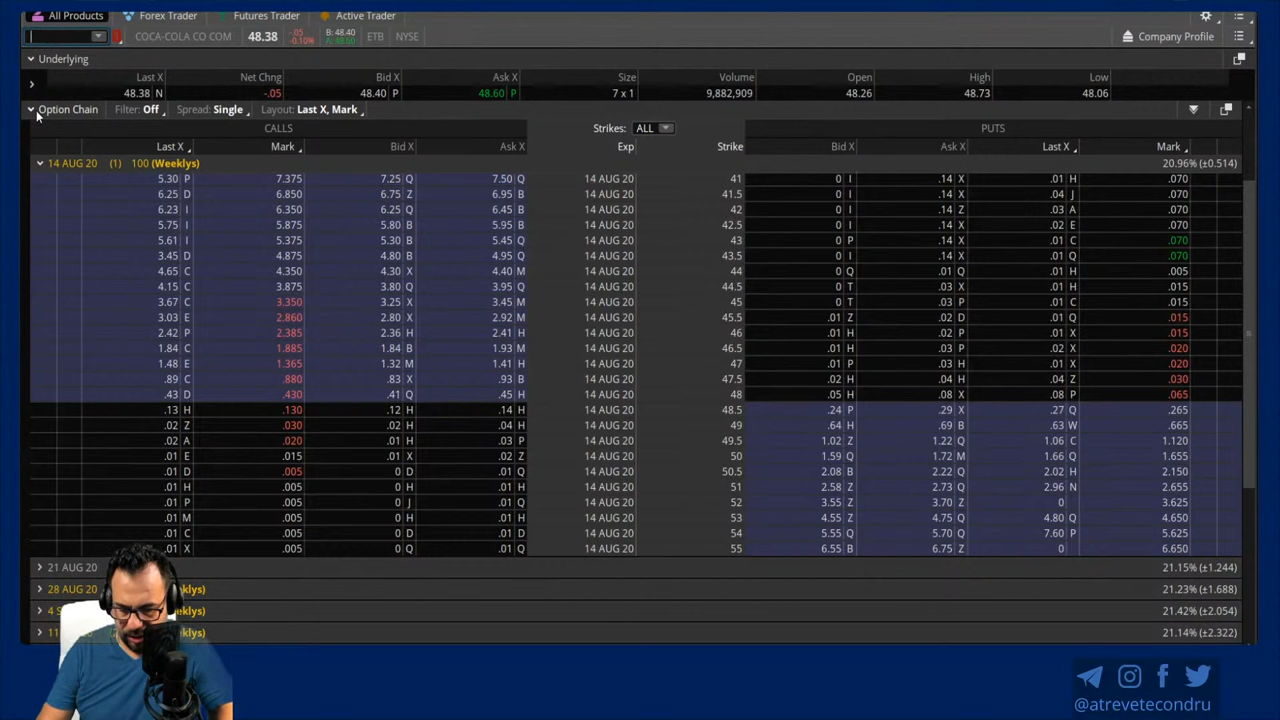 All Products Forex Trader Futures Trader Active Trader
COCA-COLA CO COM 48.38 -.05 -0.10% B: 48.40 A: 48.60 ETB NYSE Company Profile
Underlying
Last X Net Chng Bid X Ask X Size Volume Open High Low
48.38 N -.05 48.40 P 48.60 P 7 x 1 9,882,909 48.26 48.73 48.06
Option Chain Filter: Off Spread: Single Layout: Last X, Mark
CALLS Strikes: ALL PUTS
Last X Mark Bid X Ask X Exp Strike Bid X Ask X Last X Mark
14 AUG 20 (1) 100 (Weeklys) 20.96% (±0.514)
5.30 P 7.375 7.25 Q 7.50 Q 14 AUG 20 41 0 I .14 X .01 H .070
6.25 D 6.850 6.75 Z 6.95 B 14 AUG 20 41.5 0 I .14 X .04 J .070
6.23 I 6.350 6.25 Q 6.45 B 14 AUG 20 42 0 I .14 Z .03 A .070
5.75 I 5.875 5.80 B 5.95 B 14 AUG 20 42.5 0 I .14 X .02 E .070
5.61 I 5.375 5.30 B 5.45 Q 14 AUG 20 43 0 P .14 X .01 C .070
3.45 D 4.875 4.80 B 4.95 Q 14 AUG 20 43.5 0 I .14 X .01 Q .070
4.65 C 4.350 4.30 X 4.40 M 14 AUG 20 44 0 Q .01 Q .01 H .005
4.15 C 3.875 3.80 Q 3.95 Q 14 AUG 20 44.5 0 T .03 X .01 H .015
3.67 C 3.350 3.25 X 3.45 M 14 AUG 20 45 0 T .03 P .01 C .015
3.03 E 2.860 2.80 X 2.92 M 14 AUG 20 45.5 .01 Z .02 D .01 Q .015
2.42 P 2.385 2.36 H 2.41 H 14 AUG 20 46 .01 H .02 P .01 X .015
1.84 C 1.885 1.84 B 1.93 M 14 AUG 20 46.5 .01 H .03 P .02 X .020
1.48 E 1.365 1.32 M 1.41 H 14 AUG 20 47 .01 P .03 H .02 X .020
.89 C .880 .83 X .93 B 14 AUG 20 47.5 .02 H .04 H .04 Z .030
.43 D .430 .41 Q .45 H 14 AUG 20 48 .05 H .08 X .08 P .065
.13 H .130 .12 H .14 H 14 AUG 20 48.5 .24 P .29 X .27 Q .265
.02 Z .030 .02 H .04 H 14 AUG 20 49 .64 H .69 B .63 W .665
.02 A .020 .01 H .03 P 14 AUG 20 49.5 1.02 Z 1.22 Q 1.06 C 1.120
.01 E .015 .01 X .02 Z 14 AUG 20 50 1.59 Q 1.72 M 1.66 Q 1.655
.01 D .005 0 D .01 Q 14 AUG 20 50.5 2.08 B 2.22 Q 2.02 H 2.150
.01 H .005 0 H .01 Q 14 AUG 20 51 2.58 Z 2.73 Q 2.96 N 2.655
.01 P .005 0 J .01 Q 14 AUG 20 52 3.55 Z 3.70 Z 0 3.625
.01 M .005 0 H .01 Q 14 AUG 20 53 4.55 Z 4.75 Q 4.80 Q 4.650
.01 C .005 0 D .01 D 14 AUG 20 54 5.55 Q 5.70 Q 7.60 P 5.625
.01 X .005 0 Q .01 Q 14 AUG 20 55 6.55 B 6.75 Z 0 6.650
21 AUG 20 21.15% (±1.244)
28 AUG 20 klys) 21.23% (±1.688)
4 S eklys) 21.42% (±2.054)
11 eklys) 21.14% (±2.322)
@atrevetecondru